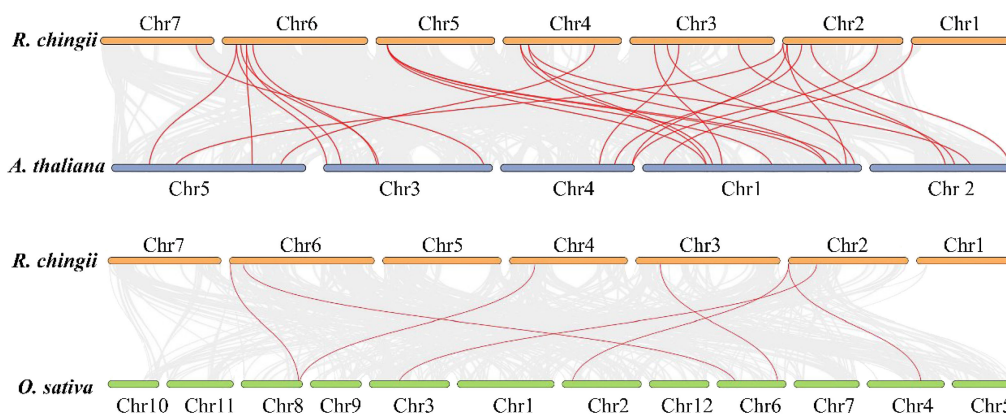 Chr7 Chr6 Chr5 Chr4 Chr3 Chr2 Chr1
R. chingii
A. thaliana
Chr5 Chr3 Chr4 Chr1 Chr 2
Chr7 Chr6 Chr5 Chr4 Chr3 Chr2 Chr1
R. chingii
O. sativa
Chr10 Chr11 Chr8 Chr9 Chr3 Chr1 Chr2 Chr12 Chr6 Chr7 Chr4 Chr5